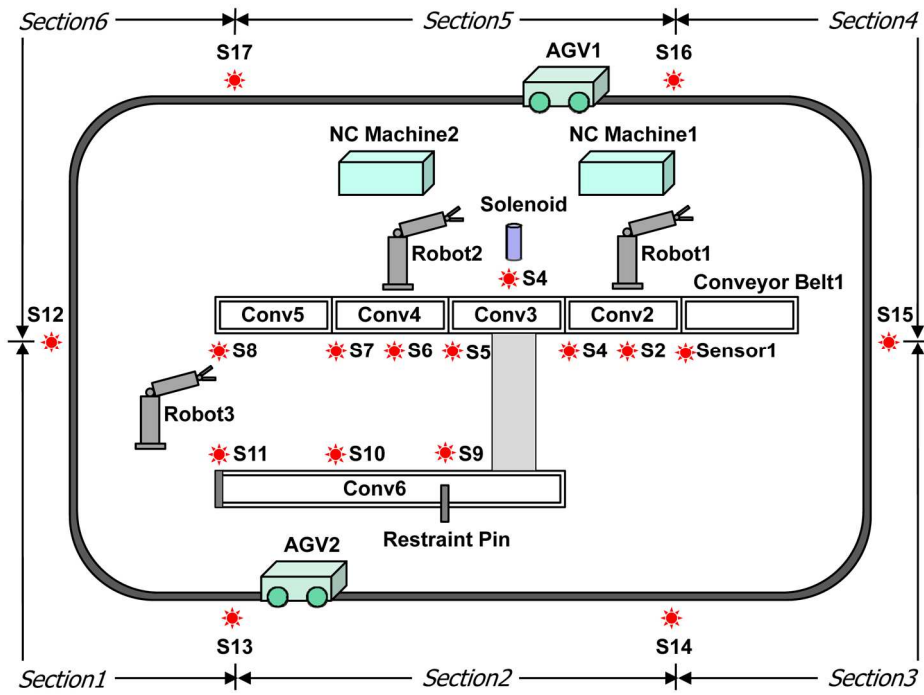 Section6
Section5
Section4
S17
AGV1
S16
NC Machine2
NC Machine1
Solenoid
Robot2
Robot1
S4
Conveyor Belt1
S12
Conv5
Conv4
Conv3
Conv2
S15
S8
S7
S6
S5
S4
S2
Sensor1
Robot3
S11
S10
S9
Conv6
Restraint Pin
AGV2
S13
S14
Section1
Section2
Section3